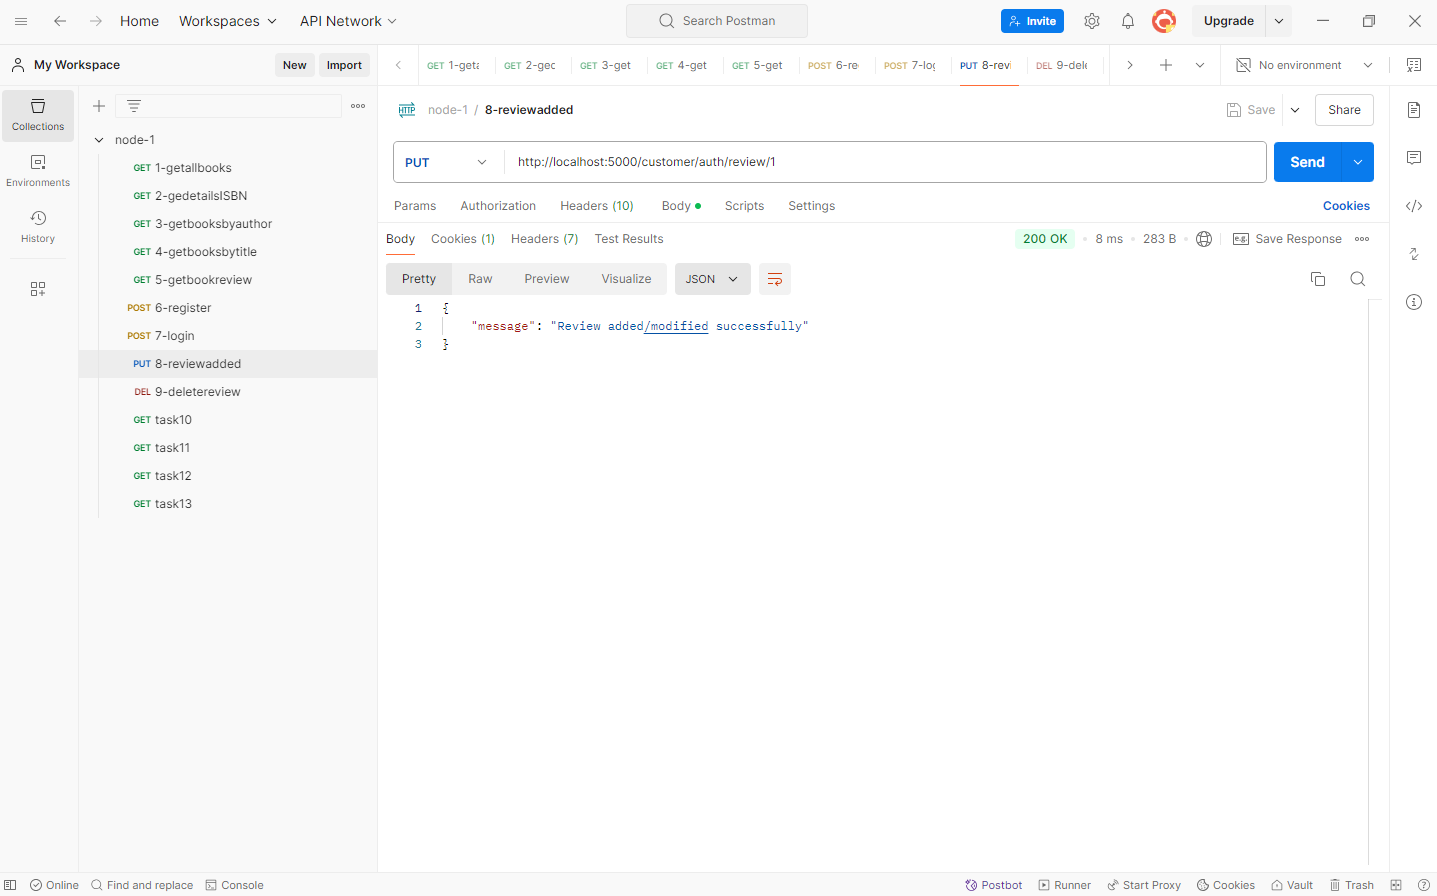 Home Workspaces API Network Search Postman Invite Upgrade
My Workspace New Import GET 1-geta GET 2-gec GET 3-get GET 4-get GET 5-get POST 6-re POST 7-log PUT 8-revi DEL 9-dele No environment
Collections
Environments
History
node-1
GET 1-getallbooks
GET 2-gedetailsISBN
GET 3-getbooksbyauthor
GET 4-getbooksbytitle
GET 5-getbookreview
POST 6-register
POST 7-login
PUT 8-reviewadded
DEL 9-deletereview
GET task10
GET task11
GET task12
GET task13
HTTP node-1 / 8-reviewadded Save Share
PUT http://localhost:5000/customer/auth/review/1 Send
Params Authorization Headers (10) Body Scripts Settings Cookies
Body Cookies (1) Headers (7) Test Results 200 OK 8 ms 283 B e.g. Save Response
Pretty Raw Preview Visualize JSON
1 {
2 "message": "Review added/modified successfully"
3 }
Online Find and replace Console Postbot Runner Start Proxy Cookies Vault Trash